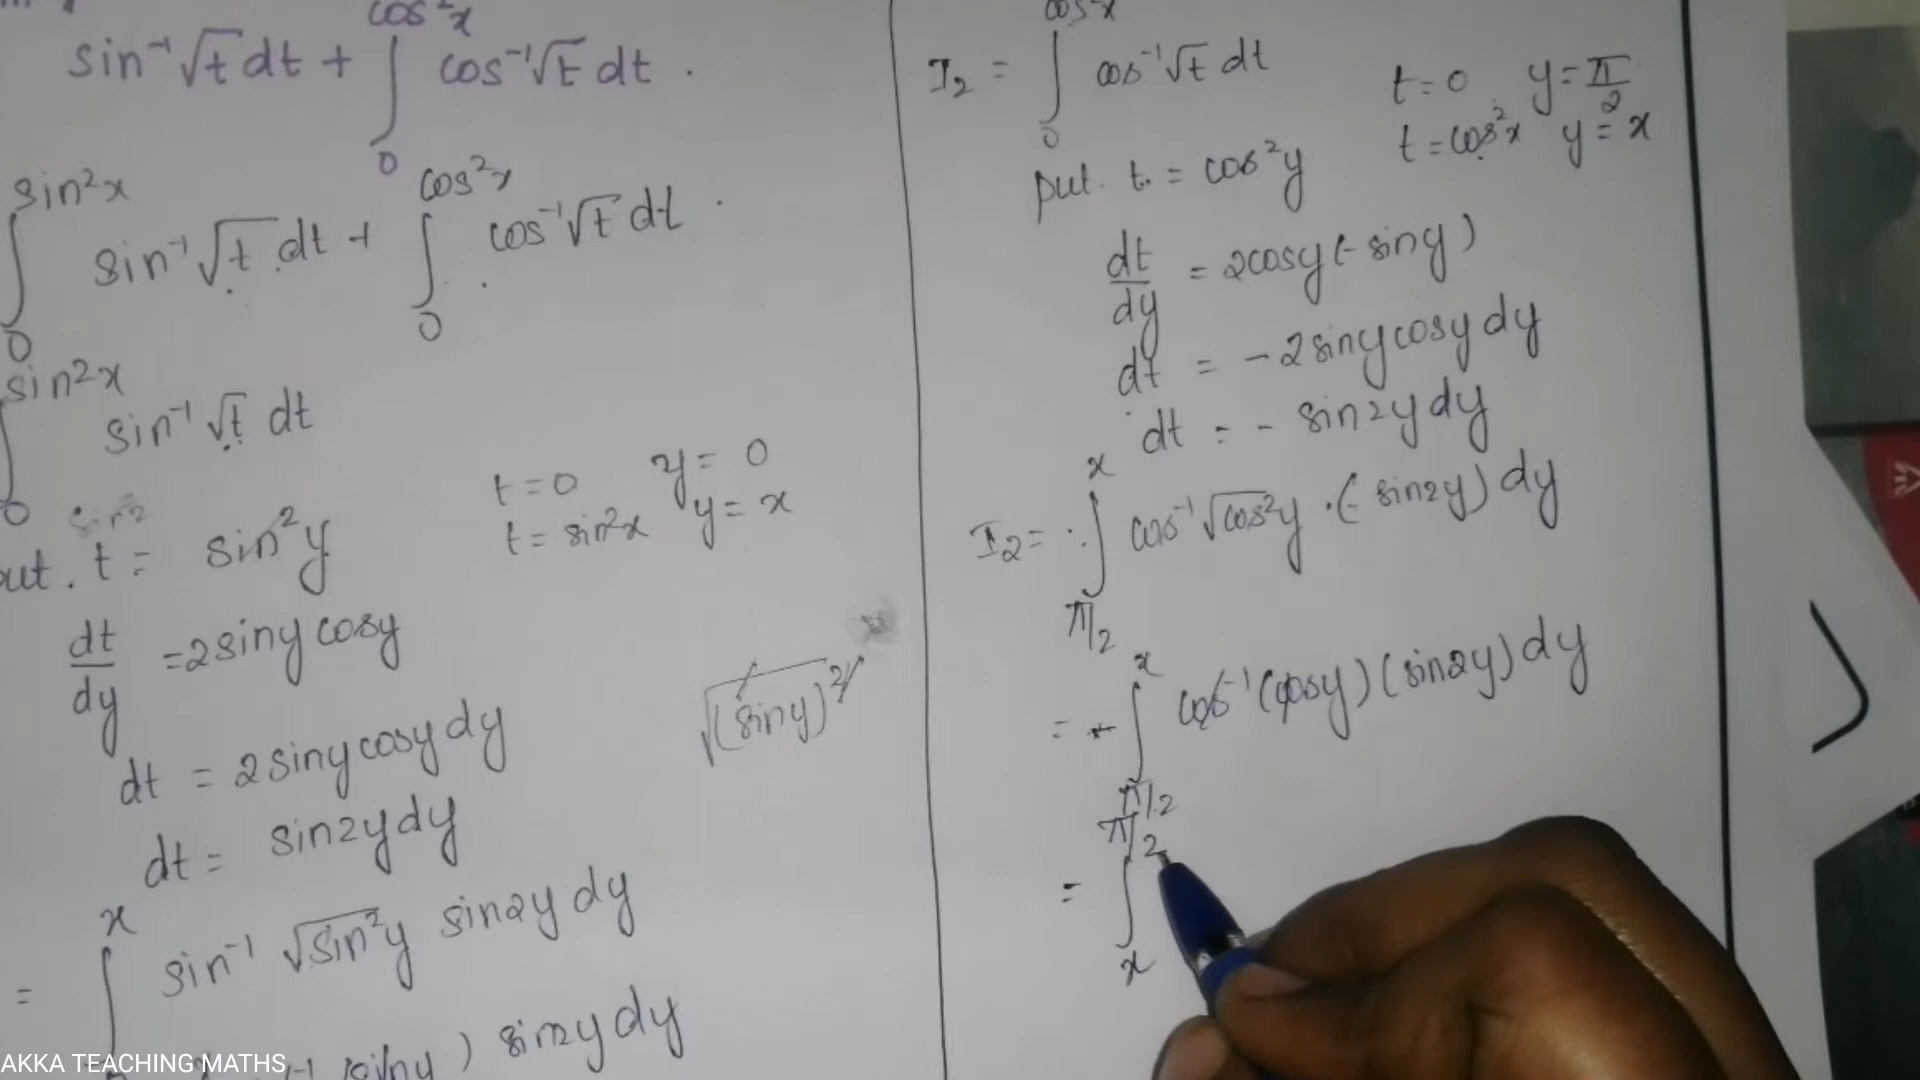 cos²x
sin⁻¹√t dt + ∫ cos⁻¹√t dt .
0
sin²x cos²x
∫ sin⁻¹√t dt + ∫ cos⁻¹√t dt .
0 0
sin²x
∫ sin⁻¹√t dt
0
t = 0 y = 0
t = sin²x y = x
put . t = sin²y
dt/dy = 2siny cosy
√(siny)²
dt = 2siny cosy dy
dt = sin2y dy
x
= ∫ sin⁻¹ √sin²y sin2y dy
) sin2y dy
cos²x
I₂ = ∫ cos⁻¹√t dt
0
t = 0 y = π/2
t = cos²x y = x
put . t = cos²y
dt/dy = 2cosy(-siny)
dt = -2siny cosy dy
dt = - sin2y dy
x
I₂ = ∫ cos⁻¹ √cos²y · (-sin2y) dy
π/2
x
= - ∫ cos⁻¹(cosy)(sin2y) dy
π/2
π/2
= ∫
x
AKKA TEACHING MATHS